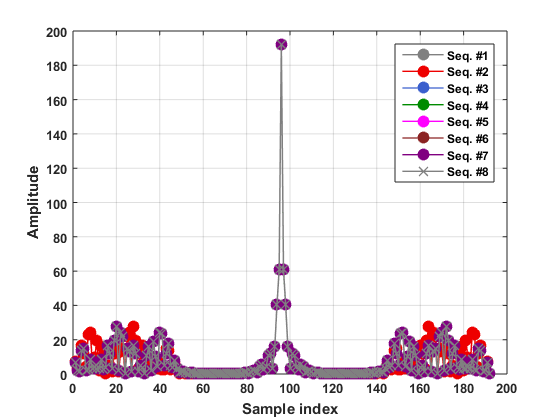 200
180
160
140
120
100
80
60
40
20
0
Amplitude
0 20 40 60 80 100 120 140 160 180 200
Sample index
Seq. #1
Seq. #2
Seq. #3
Seq. #4
Seq. #5
Seq. #6
Seq. #7
Seq. #8